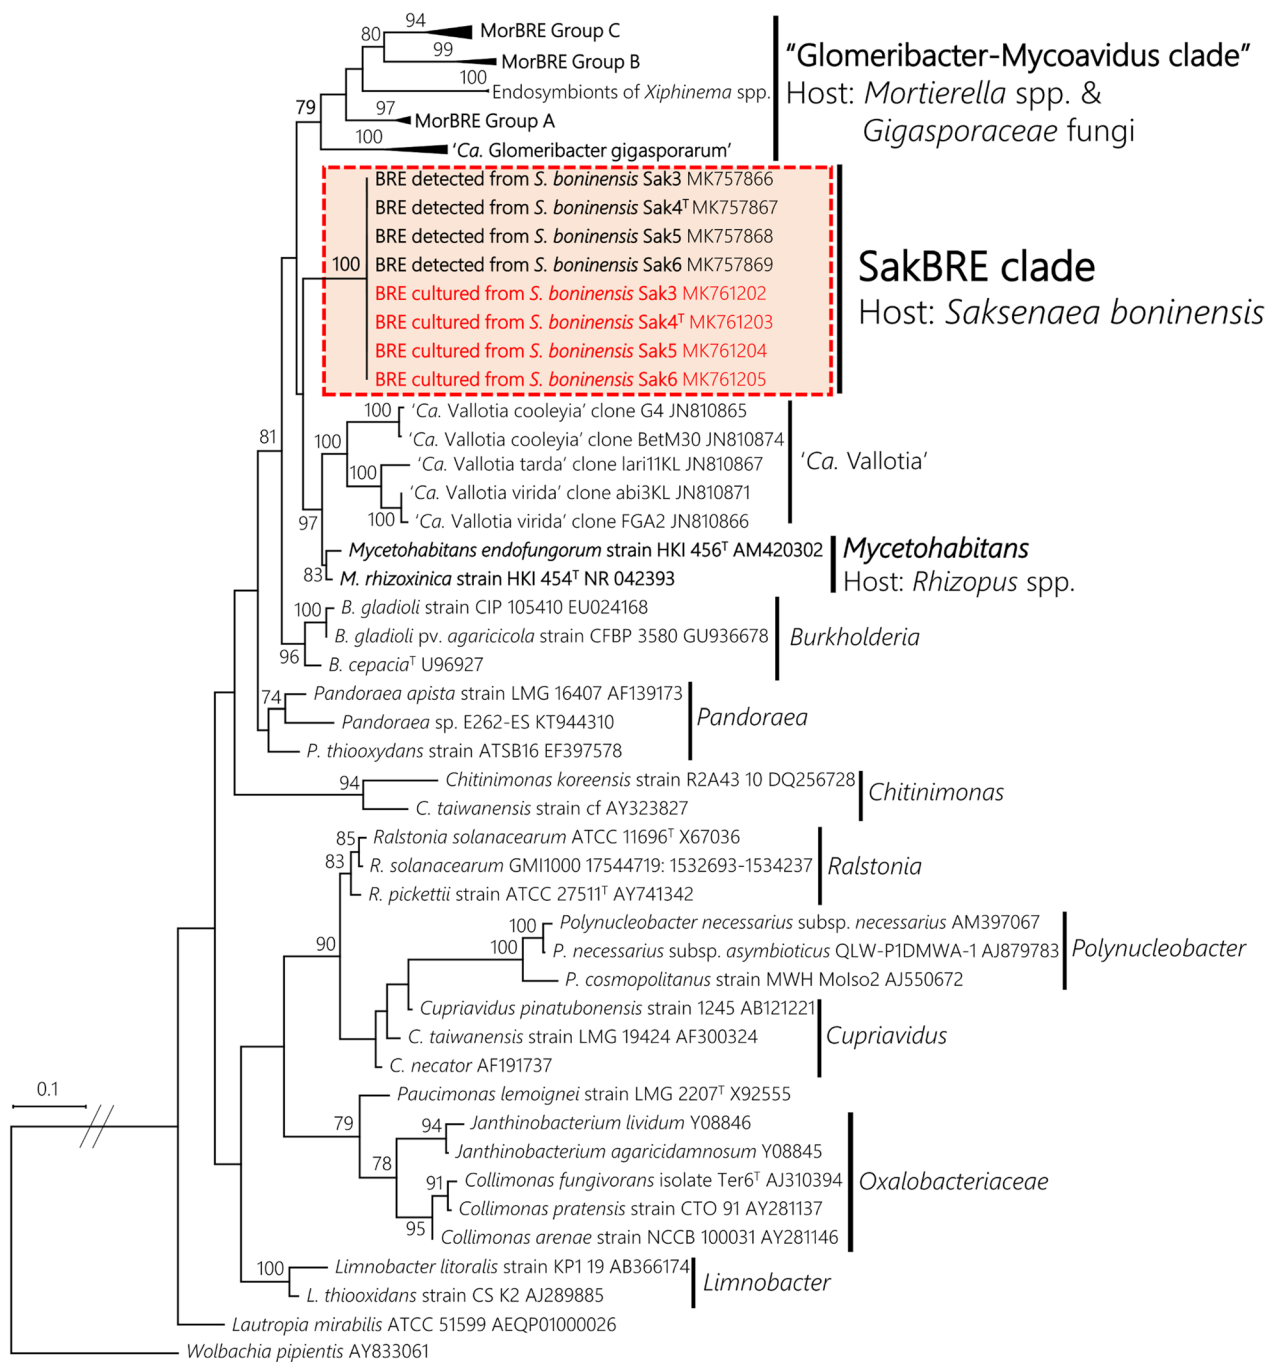 94
MorBRE Group C
80
99
MorBRE Group B
100
Endosymbionts of Xiphinema spp.
79
97
MorBRE Group A
100
‘Ca. Glomeribacter gigasporarum’
“Glomeribacter-Mycoavidus clade”
Host: Mortierella spp. &
Gigasporaceae fungi
BRE detected from S. boninensis Sak3 MK757866
BRE detected from S. boninensis Sak4ᵀ MK757867
BRE detected from S. boninensis Sak5 MK757868
100
BRE detected from S. boninensis Sak6 MK757869
BRE cultured from S. boninensis Sak3 MK761202
BRE cultured from S. boninensis Sak4ᵀ MK761203
BRE cultured from S. boninensis Sak5 MK761204
BRE cultured from S. boninensis Sak6 MK761205
SakBRE clade
Host: Saksenaea boninensis
81
100
‘Ca. Vallotia cooleyia’ clone G4 JN810865
100
‘Ca. Vallotia cooleyia’ clone BetM30 JN810874
‘Ca. Vallotia tarda’ clone lari11KL JN810867
100
‘Ca. Vallotia virida’ clone abi3KL JN810871
100
‘Ca. Vallotia virida’ clone FGA2 JN810866
‘Ca. Vallotia’
97
Mycetohabitans endofungorum strain HKI 456ᵀ AM420302
83
M. rhizoxinica strain HKI 454ᵀ NR 042393
Mycetohabitans
Host: Rhizopus spp.
100
B. gladioli strain CIP 105410 EU024168
B. gladioli pv. agaricicola strain CFBP 3580 GU936678
96
B. cepaciaᵀ U96927
Burkholderia
74
Pandoraea apista strain LMG 16407 AF139173
Pandoraea sp. E262-ES KT944310
P. thiooxydans strain ATSB16 EF397578
Pandoraea
94
Chitinimonas koreensis strain R2A43 10 DQ256728
C. taiwanensis strain cf AY323827
Chitinimonas
85
Ralstonia solanacearum ATCC 11696ᵀ X67036
83
R. solanacearum GMI1000 17544719: 1532693-1534237
R. pickettii strain ATCC 27511ᵀ AY741342
Ralstonia
90
100
Polynucleobacter necessarius subsp. necessarius AM397067
100
P. necessarius subsp. asymbioticus QLW-P1DMWA-1 AJ879783
P. cosmopolitanus strain MWH MoIso2 AJ550672
Polynucleobacter
Cupriavidus pinatubonensis strain 1245 AB121221
C. taiwanensis strain LMG 19424 AF300324
C. necator AF191737
Cupriavidus
0.1
79
Paucimonas lemoignei strain LMG 2207ᵀ X92555
94
Janthinobacterium lividum Y08846
Janthinobacterium agaricidamnosum Y08845
78
91
Collimonas fungivorans isolate Ter6ᵀ AJ310394
Collimonas pratensis strain CTO 91 AY281137
95
Collimonas arenae strain NCCB 100031 AY281146
Oxalobacteriaceae
100
Limnobacter litoralis strain KP1 19 AB366174
L. thiooxidans strain CS K2 AJ289885
Limnobacter
Lautropia mirabilis ATCC 51599 AEQP01000026
Wolbachia pipientis AY833061